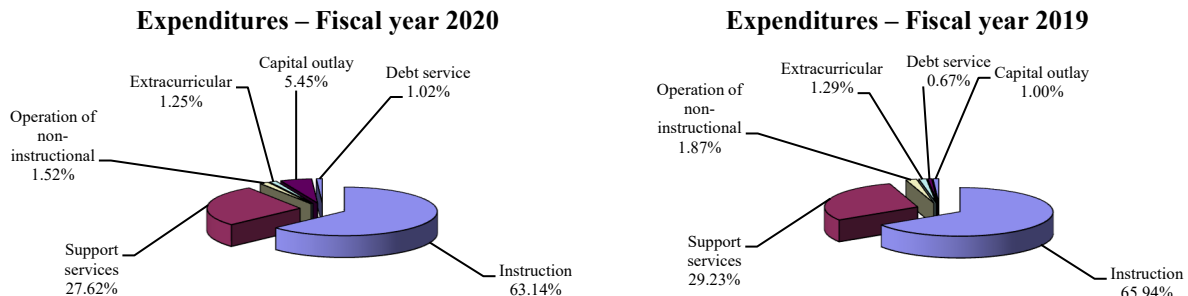 Expenditures – Fiscal year 2020
Capital outlay
5.45%
Debt service
1.02%
Extracurricular
1.25%
Operation of
non-
instructional
1.52%
Support
services
27.62%
Instruction
63.14%
Expenditures – Fiscal year 2019
Debt service
0.67%
Capital outlay
1.00%
Extracurricular
1.29%
Operation of
non-
instructional
1.87%
Support
services
29.23%
Instruction
65.94%